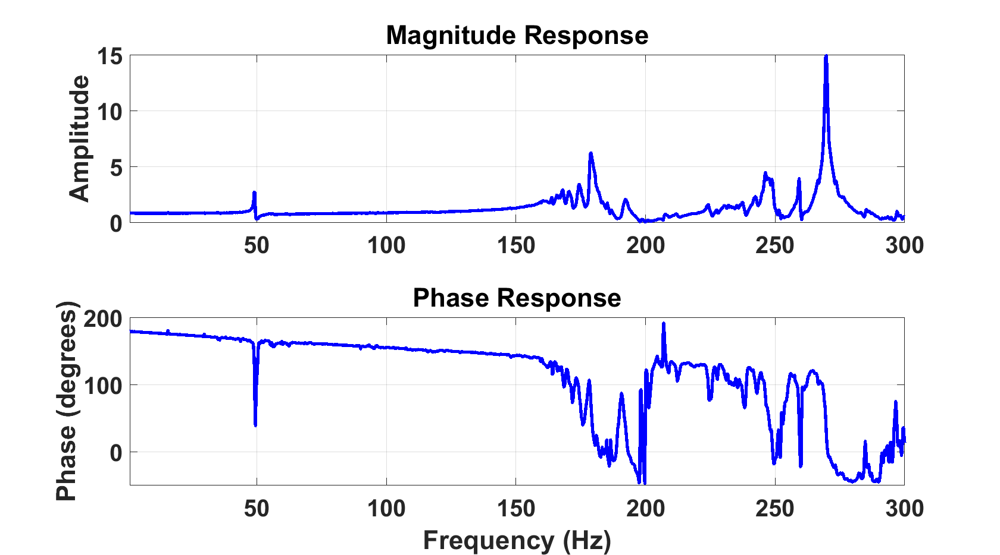 Magnitude Response
Amplitude
15
10
5
0
50 100 150 200 250 300
Phase Response
Phase (degrees)
200
100
0
50 100 150 200 250 300
Frequency (Hz)